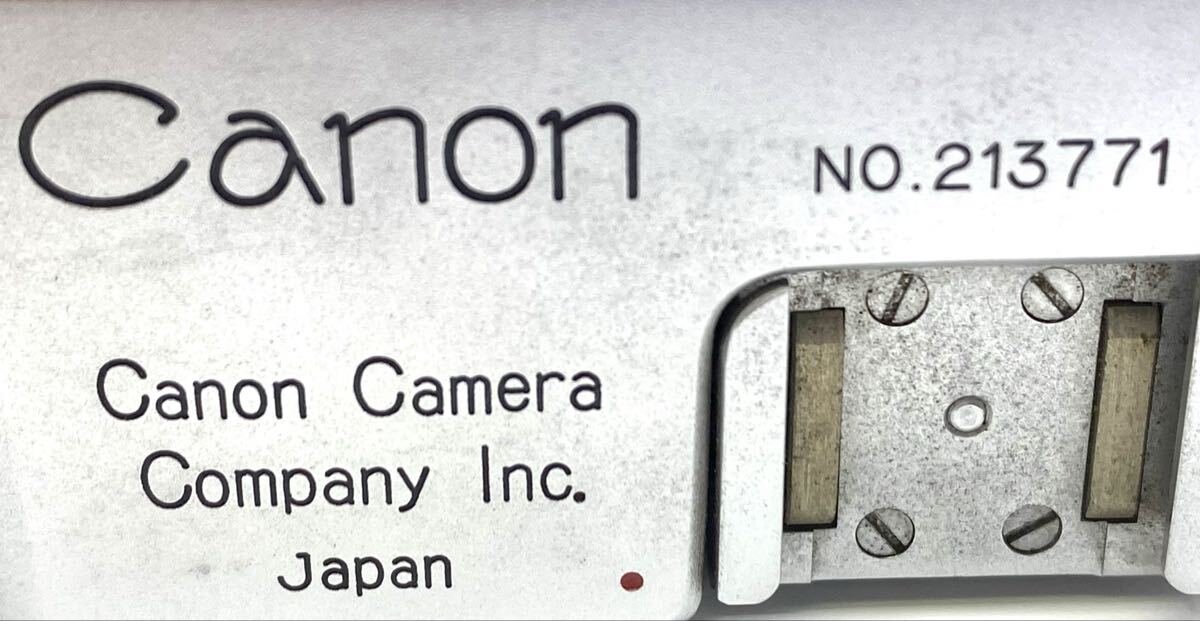 Canon
NO.213771
Canon Camera
Company Inc.
Japan